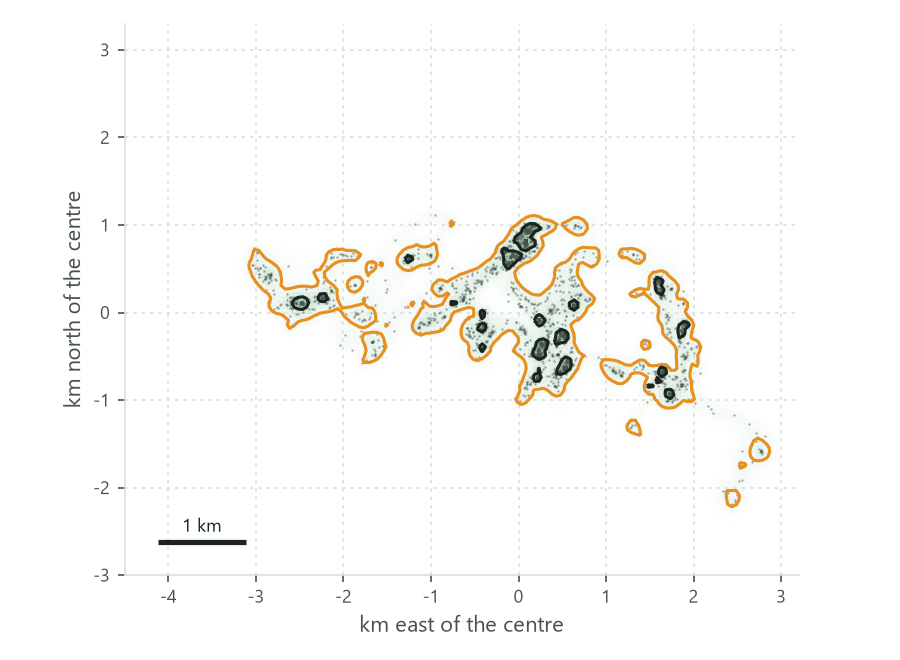 3
2
1
0
-1
-2
-3
km north of the centre
1 km
-4 -3 -2 -1 0 1 2 3
km east of the centre